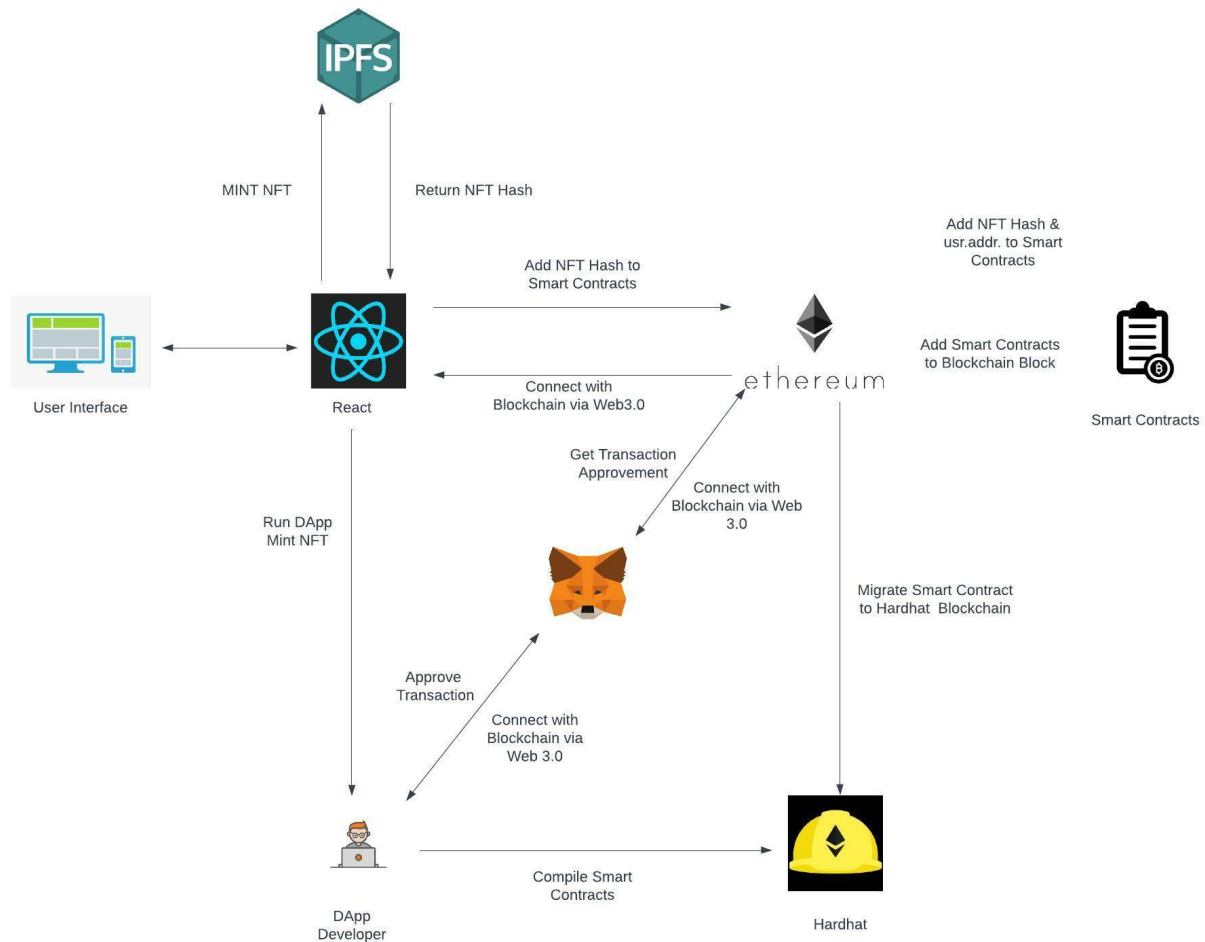 IPFS
MINT NFT
Return NFT Hash
Add NFT Hash &
usr.addr. to Smart
Contracts
Add NFT Hash to
Smart Contracts
Add Smart Contracts
to Blockchain Block
ethereum
Connect with
Blockchain via Web3.0
User Interface
React
Smart Contracts
Get Transaction
Approvement
Connect with
Blockchain via Web
3.0
Run DApp
Mint NFT
Migrate Smart Contract
to Hardhat Blockchain
Approve
Transaction
Connect with
Blockchain via
Web 3.0
Compile Smart
Contracts
DApp
Developer
Hardhat